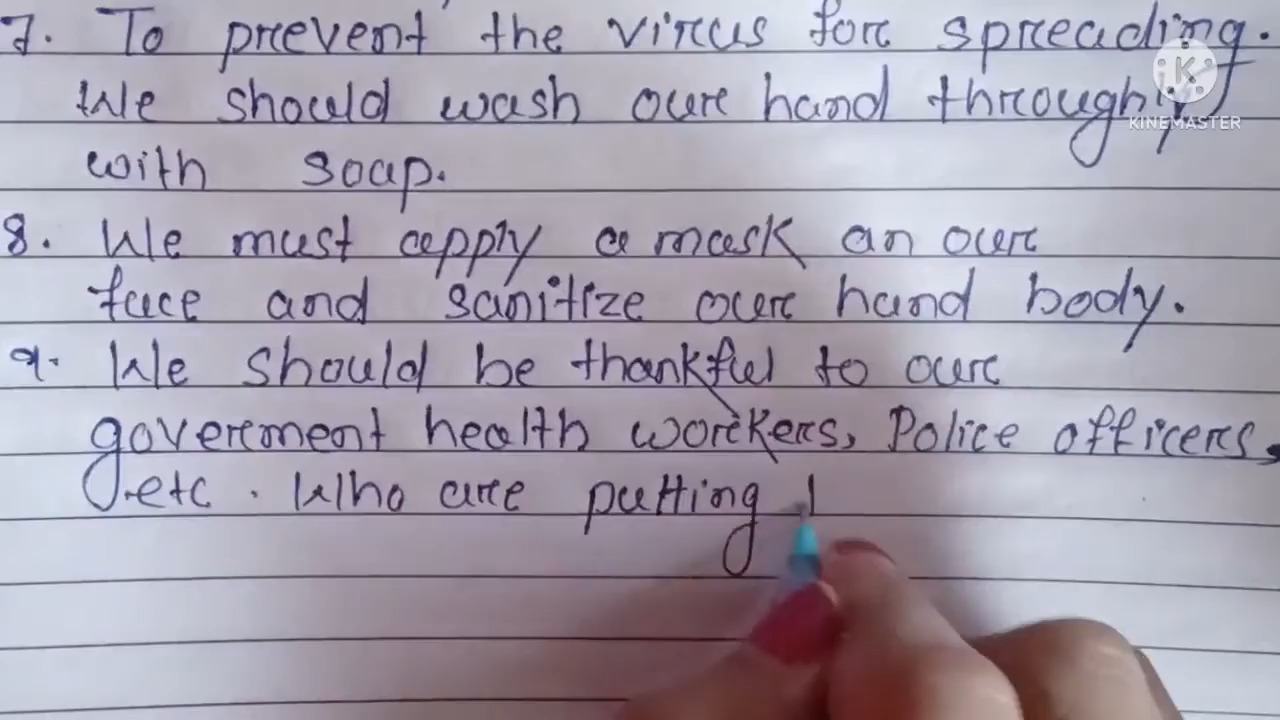 7. To prevent the virus for spreading.
We should wash our hand throughly
with soap.
8. We must apply a mask an our
face and sanitize our hand body.
9. We should be thankful to our
goverment health workers, Police officers,
etc. Who are putting
KINEMASTER